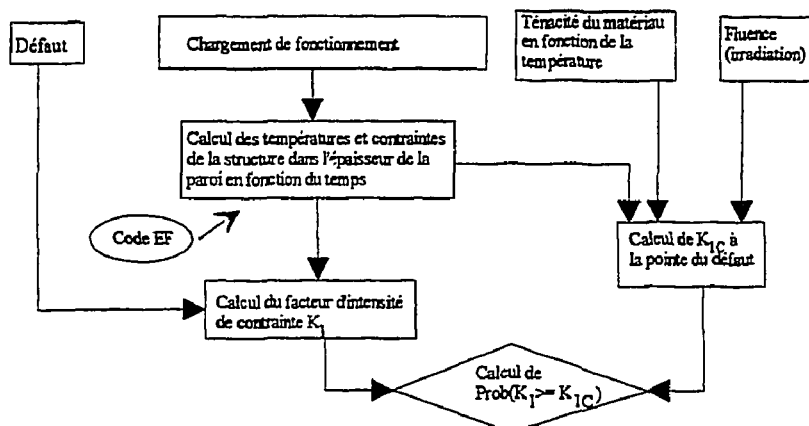 Défaut
Chargement de fonctionnement
Ténacité du matériau
en fonction de la
température
Fluence
(irradiation)
Calcul des températures et contraintes
de la structure dans l'épaisseur de la
paroi en fonction du temps
Code EF
Calcul de K1C à
la pointe du défaut
Calcul du facteur d'intensité
de contrainte KI
Calcul de
Prob(KI>= K1C)